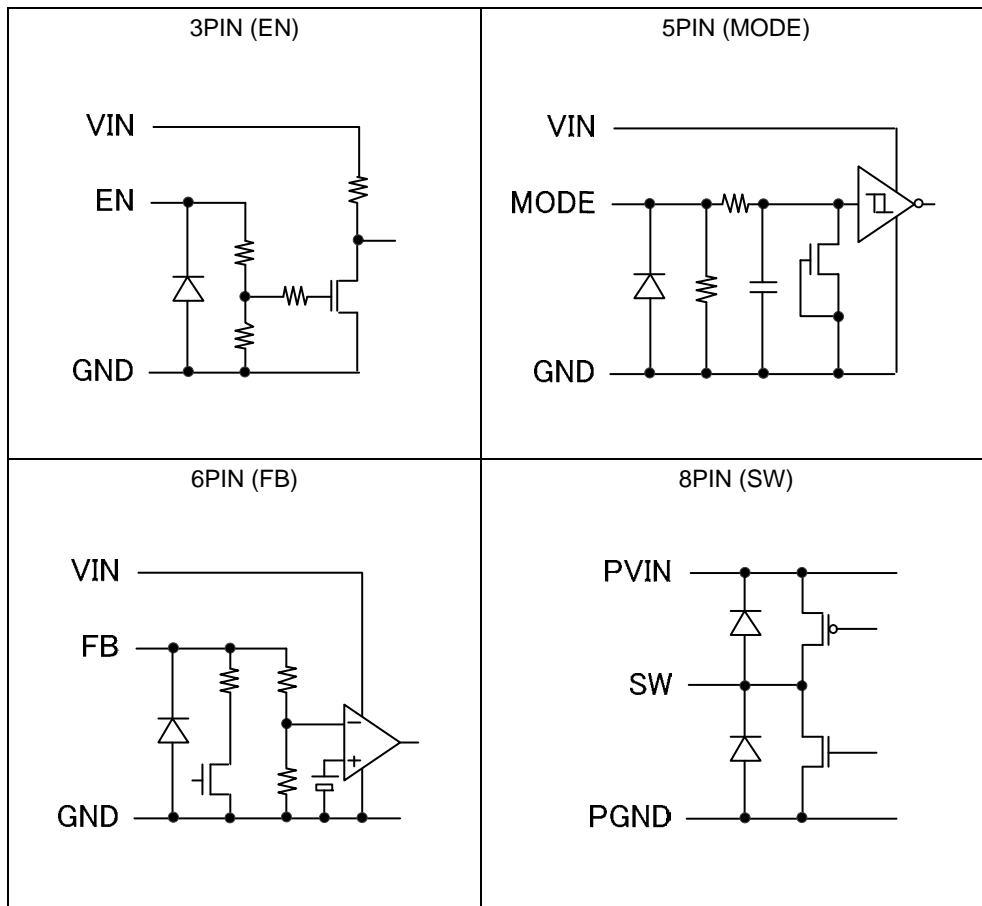 3PIN (EN)
VIN
EN
GND
5PIN (MODE)
VIN
MODE
GND
6PIN (FB)
VIN
FB
GND
8PIN (SW)
PVIN
SW
PGND